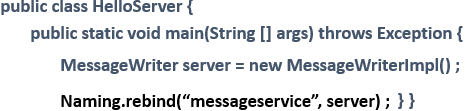 public class HelloServer {
public static void main(String [] args) throws Exception {
MessageWriter server = new MessageWriterImpl() ;
Naming.rebind(“messageservice”, server) ; } }